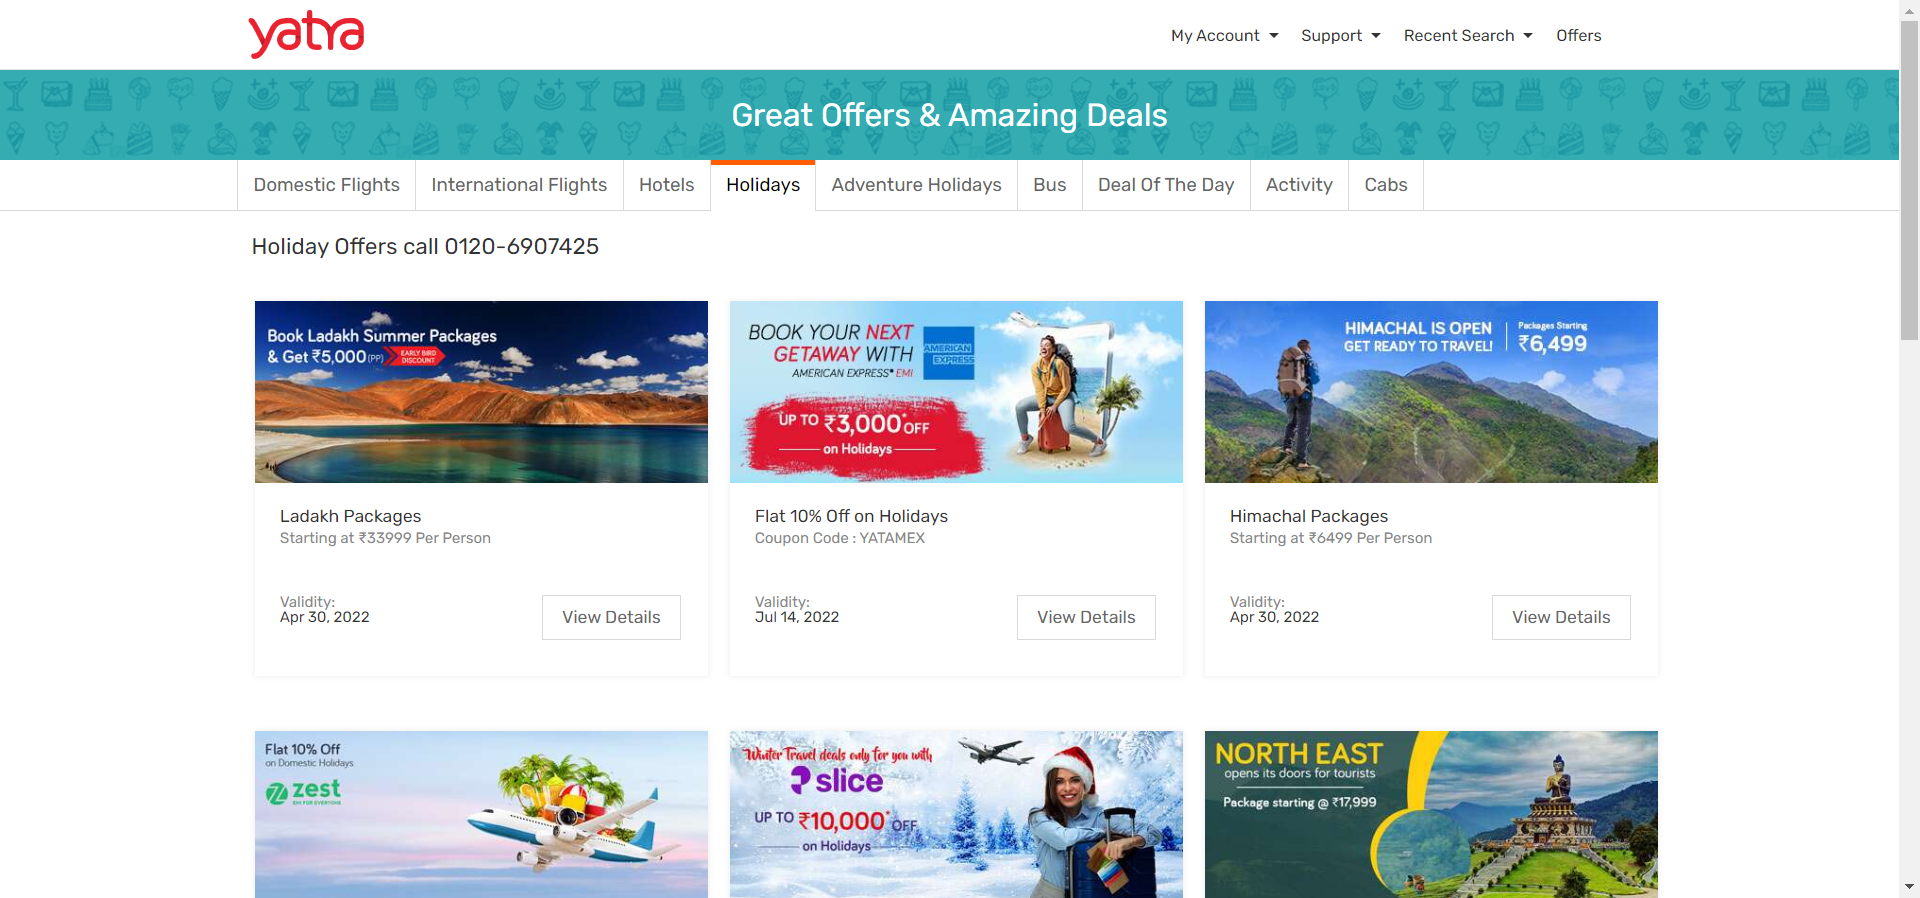 yatra
My Account
Support
Recent Search
Offers
Great Offers & Amazing Deals
Domestic Flights
International Flights
Hotels
Holidays
Adventure Holidays
Bus
Deal Of The Day
Activity
Cabs
Holiday Offers call 0120-6907425
Book Ladakh Summer Packages
& Get ₹5,000 (PP) EARLY BIRD
DISCOUNT
BOOK YOUR NEXT
GETAWAY WITH
AMERICAN EXPRESS® EMI
AMERICAN
EXPRESS
UP TO ₹3,000* OFF
on Holidays
HIMACHAL IS OPEN
GET READY TO TRAVEL!
Packages Starting
₹6,499
Ladakh Packages
Starting at ₹33999 Per Person
Validity:
Apr 30, 2022
View Details
Flat 10% Off on Holidays
Coupon Code : YATAMEX
Validity:
Jul 14, 2022
View Details
Himachal Packages
Starting at ₹6499 Per Person
Validity:
Apr 30, 2022
View Details
Flat 10% Off
on Domestic Holidays
zest
EMI FOR EVERYONE
Winter Travel deals only for you with
slice
UP TO ₹10,000* OFF
on Holidays
NORTH EAST
opens its doors for tourists
Package starting @ ₹17,999